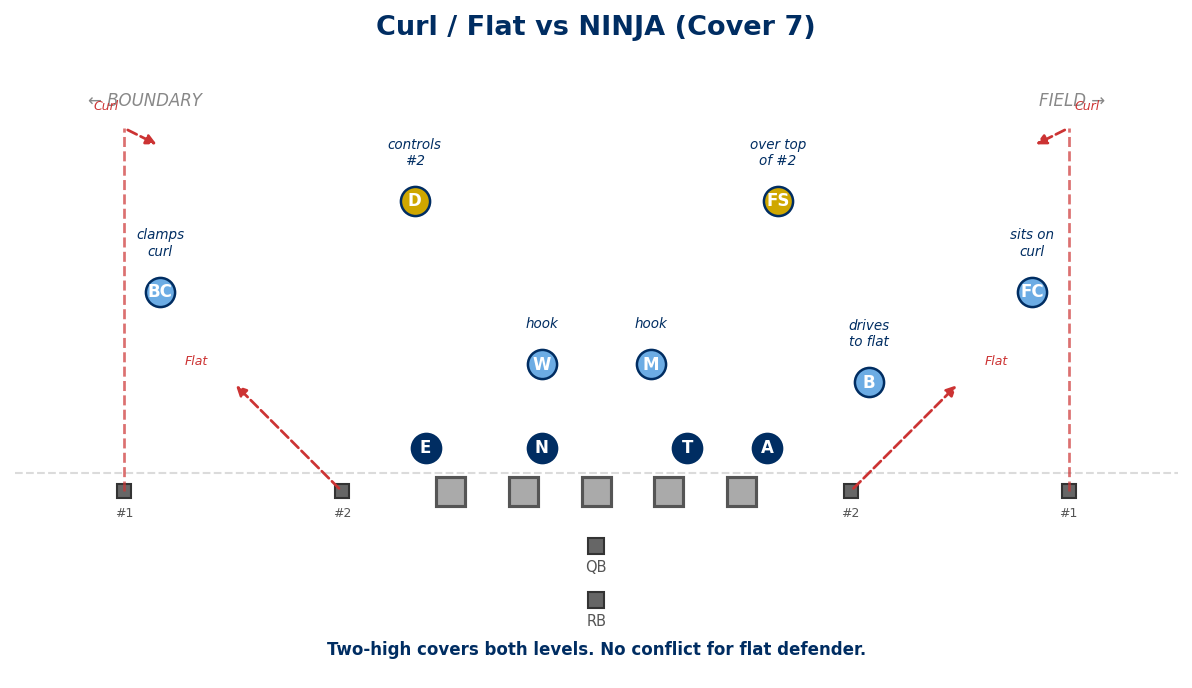 Curl / Flat vs NINJA (Cover 7)
← BOUNDARY
FIELD →
Curl
Curl
controls
#2
over top
of #2
D
FS
clamps
curl
sits on
curl
BC
FC
hook
hook
drives
to flat
Flat
Flat
W
M
B
E
N
T
A
#1
#2
#2
#1
QB
RB
Two-high covers both levels. No conflict for flat defender.